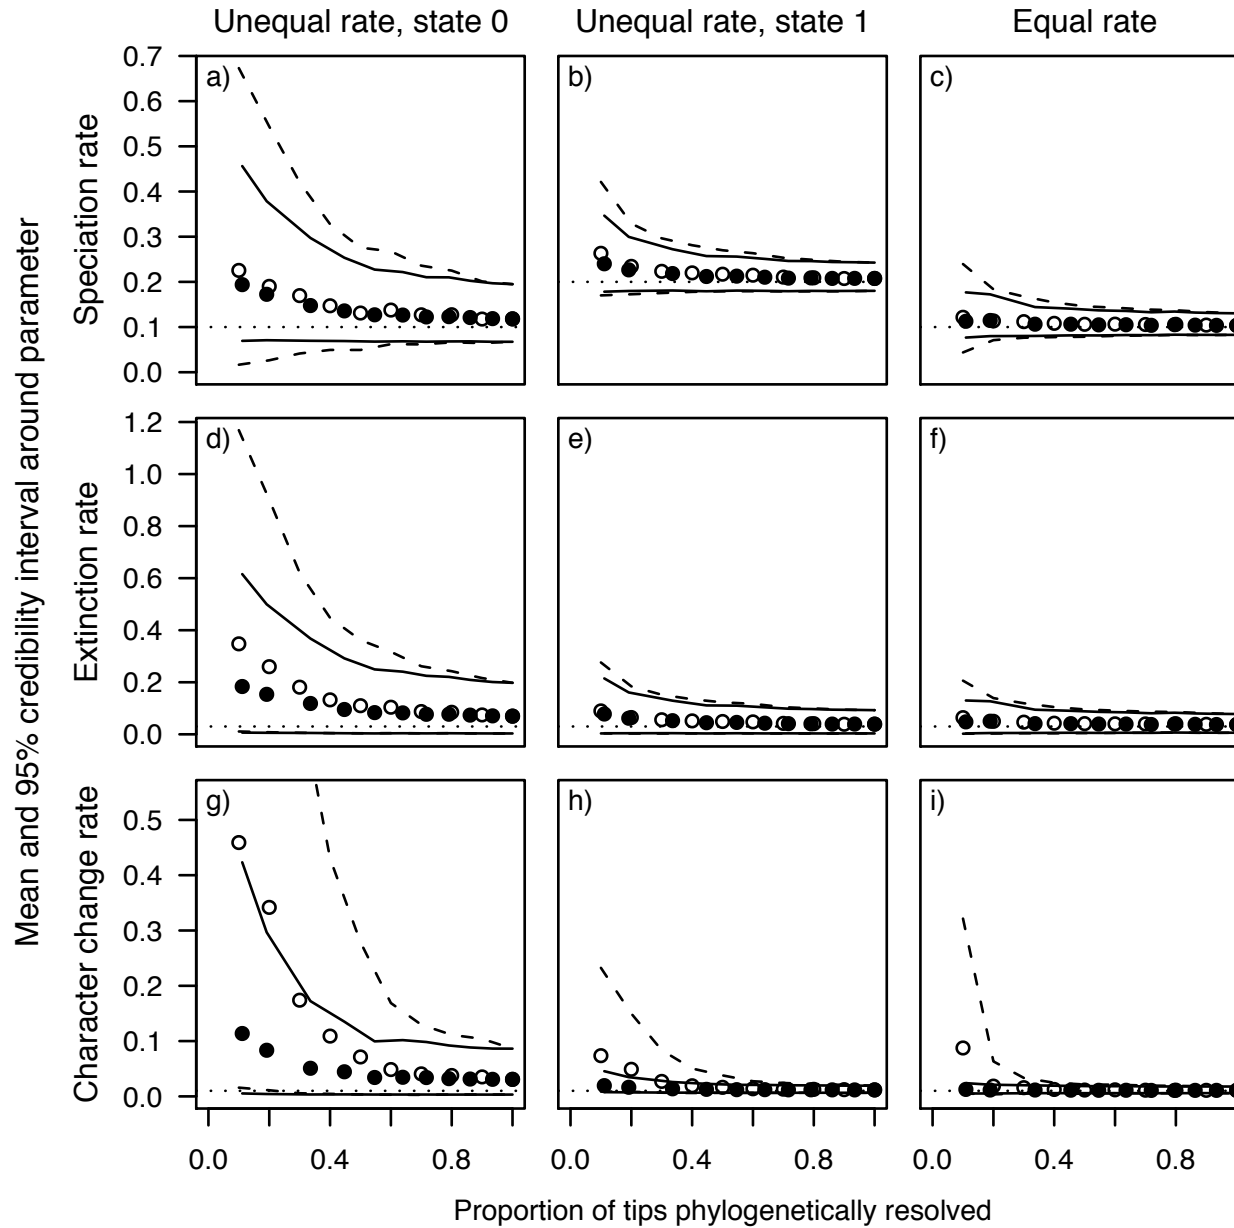 Unequal rate, state 0
Unequal rate, state 1
Equal rate
Mean and 95% credibility interval around parameter
Speciation rate
0.7
0.6
0.5
0.4
0.3
0.2
0.1
0.0
a)
b)
c)
Extinction rate
1.2
1.0
0.8
0.6
0.4
0.2
0.0
d)
e)
f)
Character change rate
0.5
0.4
0.3
0.2
0.1
0.0
g)
h)
i)
0.0 0.4 0.8
0.0 0.4 0.8
0.0 0.4 0.8
Proportion of tips phylogenetically resolved